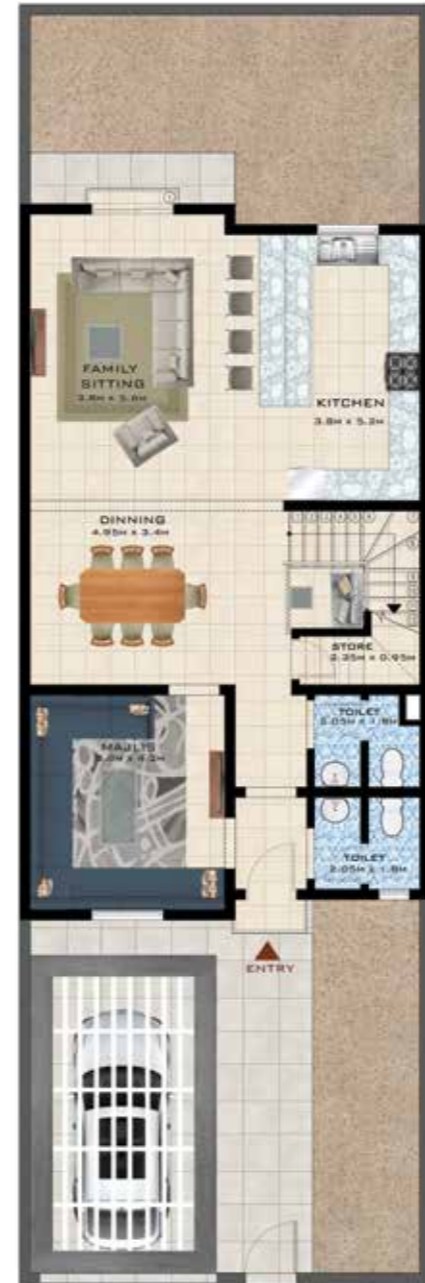 FAMILY
SITTING
3.8M x 5.6M
KITCHEN
3.8M x 5.2M
DINNING
4.95M x 3.4M
STORE
2.35M x 0.95M
TOILET
2.05M x 1.8M
MAJLIS
TOILET
2.05M x 1.8M
ENTRY